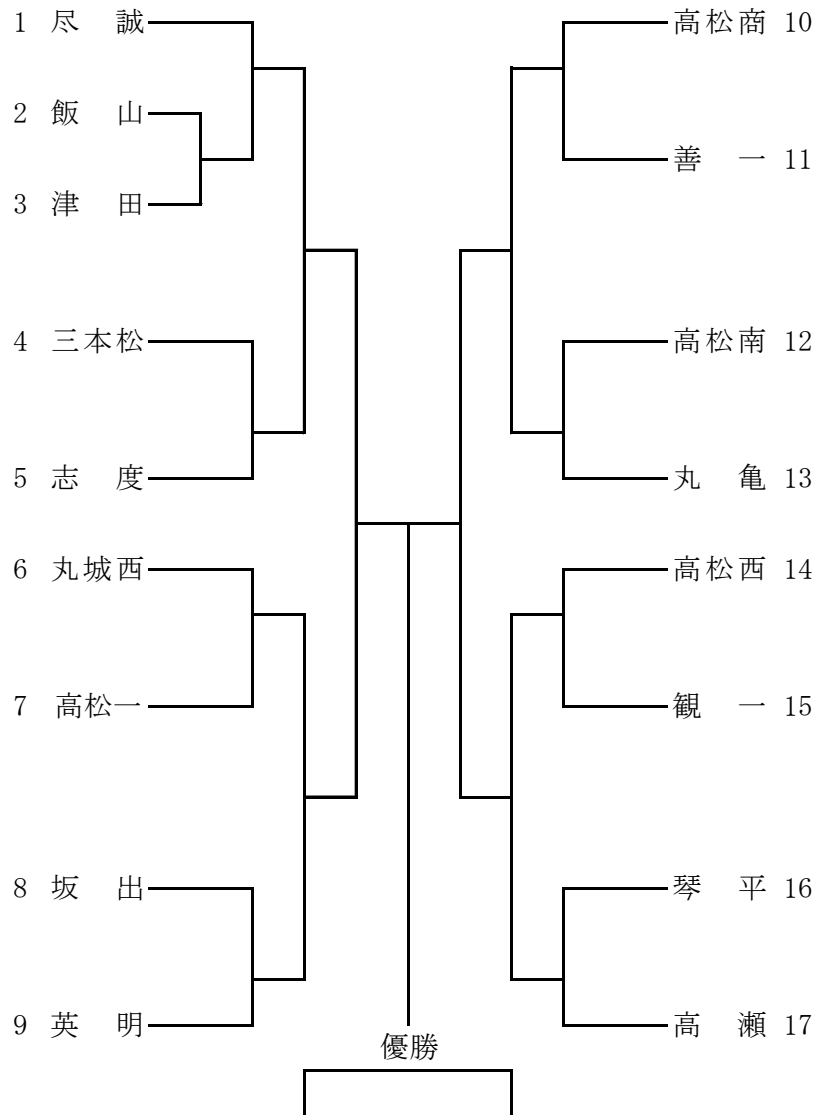 1 尽 誠
2 飯 山
3 津 田
4 三本松
5 志 度
6 丸城西
7 高松一
8 坂 出
9 英 明
高松商 10
善 一 11
高松南 12
丸 亀 13
高松西 14
観 一 15
琴 平 16
高 瀬 17
優勝